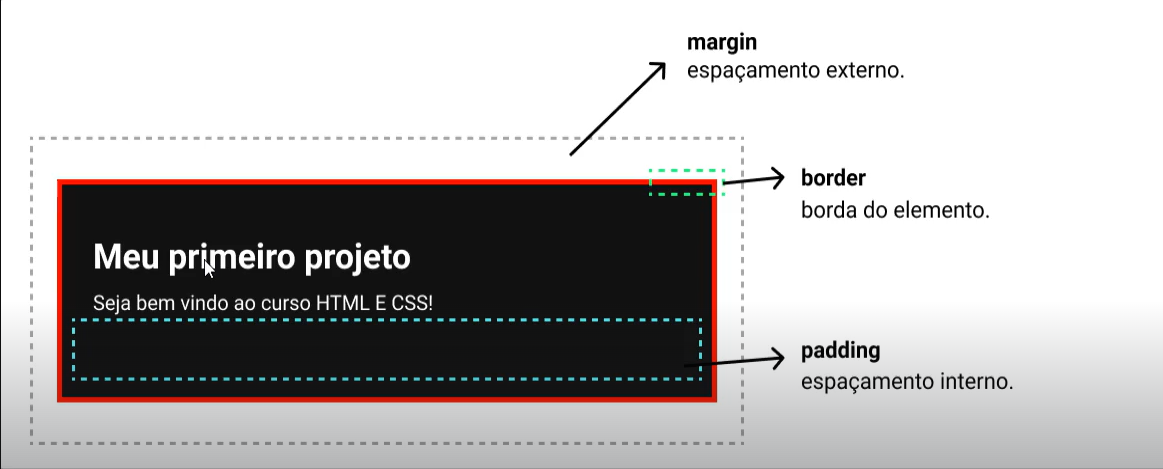 margin
espaçamento externo.
border
borda do elemento.
Meu primeiro projeto
Seja bem vindo ao curso HTML E CSS!
padding
espaçamento interno.